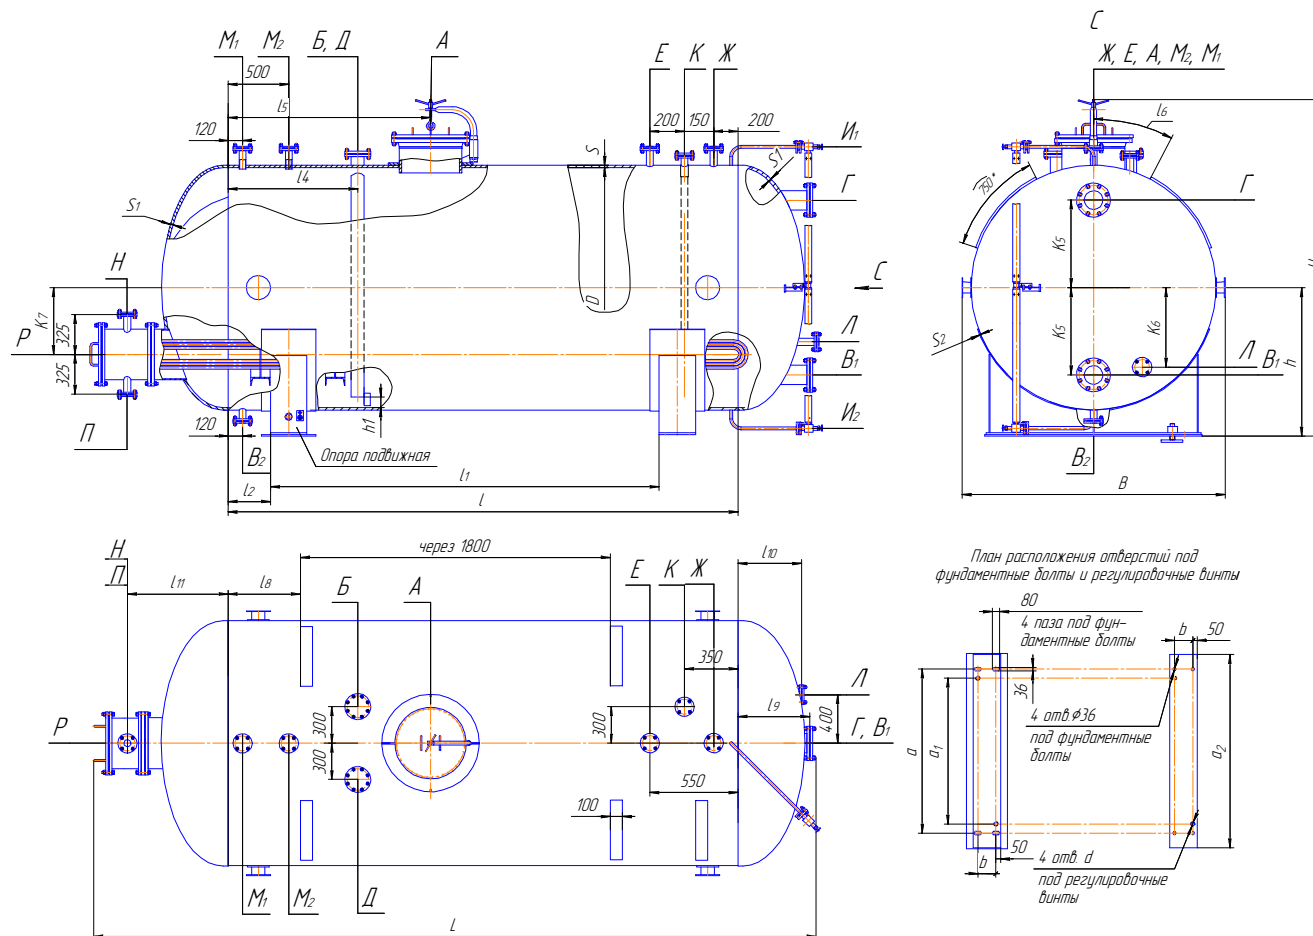 М₁
М₂
Б, Д
А
Е
К
Ж
500
l₅
120
l₄
200
150
200
S
S₁
S1
И₁
Г
С
Н
К₇
325
Р
325
П
D
Л
В₁
И₂
h1
120
В₂
Опора подвижная
l₂
l₁
l
С
Ж, Е, А, М₂, М₁
l₆
750*
Г
К₅
К₅
К₆
S₂
Л
В₁
h
В₂
В
Н
П
l₁₁
l₈
через 1800
l₁₀
Б
А
Е
К
Ж
350
Л
300
300
300
l₉
400
Р
Г, В₁
550
100
М₁
М₂
Д
L
План расположения отверстий под
фундаментные болты и регулировочные винты
80
4 паза под фун-
даментные болты
b
50
36
4 отв.ϕ36
под фундаментные
болты
a
a₁
a₂
50
b
4 отв. d
под регулировочные
винты